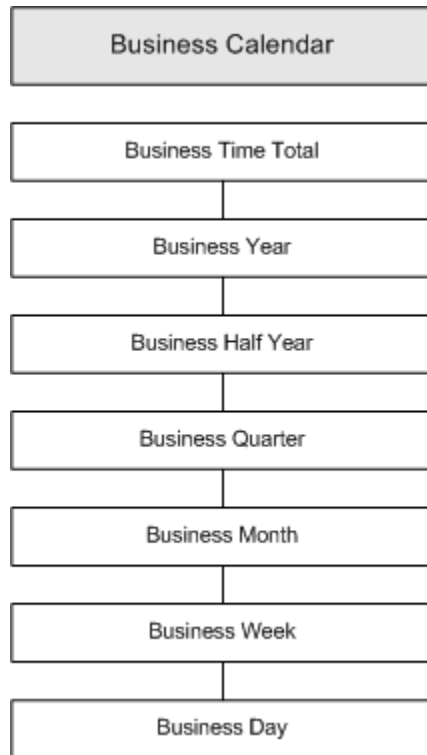 Business Calendar
Business Time Total
Business Year
Business Half Year
Business Quarter
Business Month
Business Week
Business Day